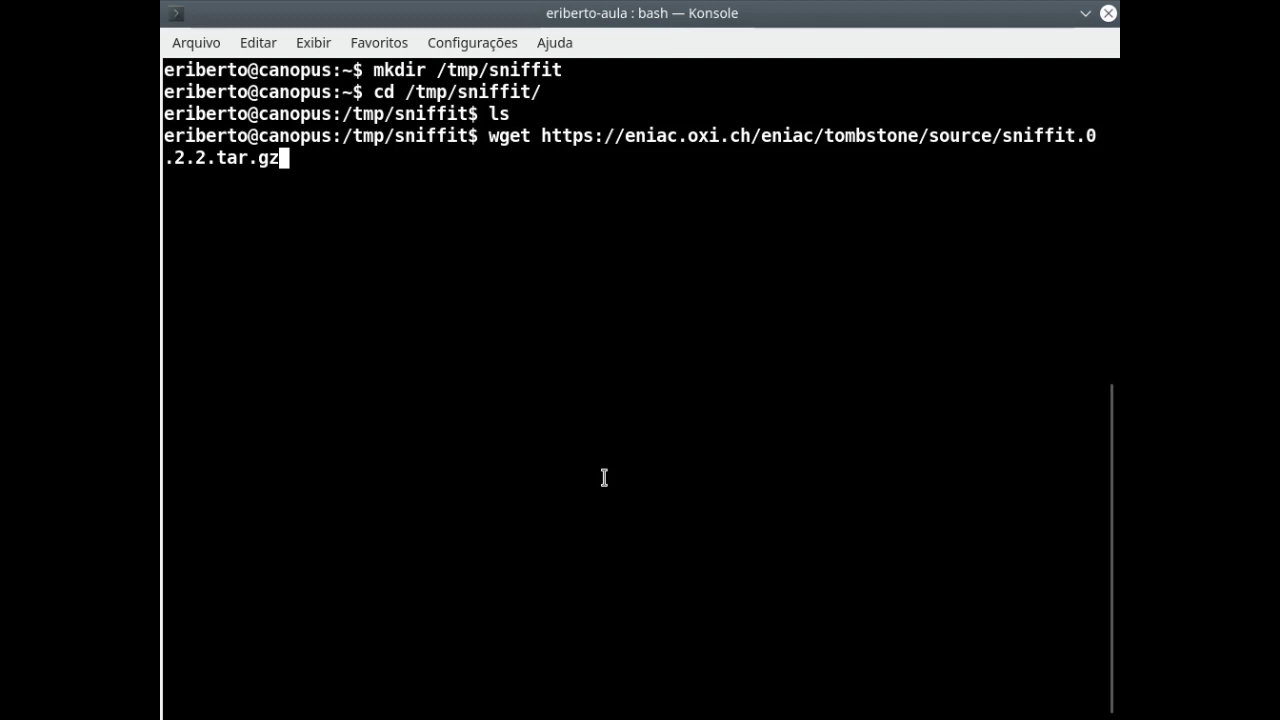 eriberto-aula : bash — Konsole
Arquivo Editar Exibir Favoritos Configurações Ajuda
eriberto@canopus:~$ mkdir /tmp/sniffit
eriberto@canopus:~$ cd /tmp/sniffit/
eriberto@canopus:/tmp/sniffit$ ls
eriberto@canopus:/tmp/sniffit$ wget https://eniac.oxi.ch/eniac/tombstone/source/sniffit.0
.2.2.tar.gz